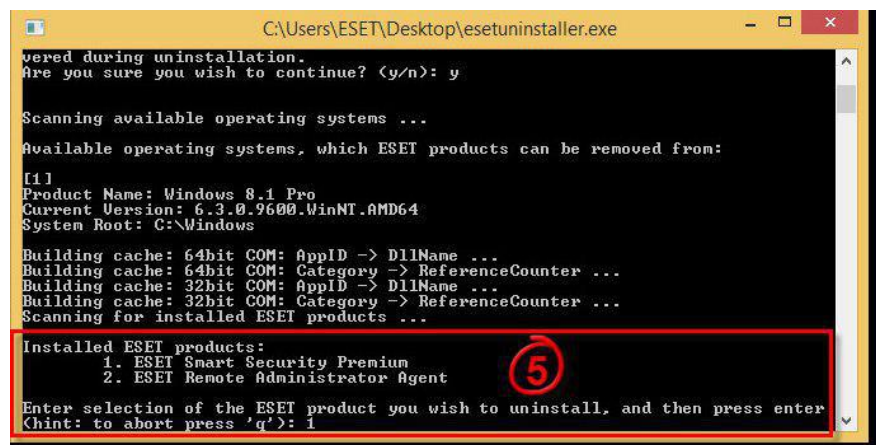 C:\Users\ESET\Desktop\esetuninstaller.exe
vered during uninstallation.
Are you sure you wish to continue? (y/n): y
Scanning available operating systems ...
Available operating systems, which ESET products can be removed from:
[1]
Product Name: Windows 8.1 Pro
Current Version: 6.3.0.9600.WinNT.AMD64
System Root: C:\Windows
Building cache: 64bit COM: AppID -> DllName ...
Building cache: 64bit COM: Category -> ReferenceCounter ...
Building cache: 32bit COM: AppID -> DllName ...
Building cache: 32bit COM: Category -> ReferenceCounter ...
Scanning for installed ESET products ...
Installed ESET products:
1. ESET Smart Security Premium
2. ESET Remote Administrator Agent
5
Enter selection of the ESET product you wish to uninstall, and then press enter
(hint: to abort press 'q'): 1